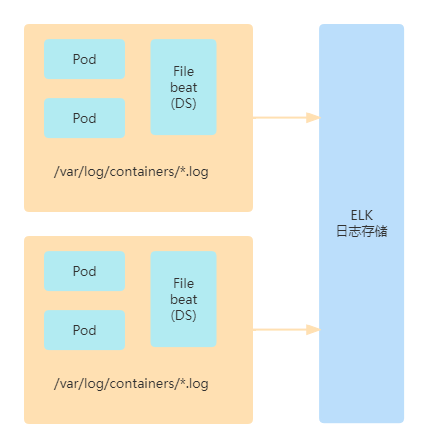 Pod
File
beat
(DS)
Pod
/var/log/containers/*.log
ELK
日志存储
Pod
File
beat
(DS)
Pod
/var/log/containers/*.log